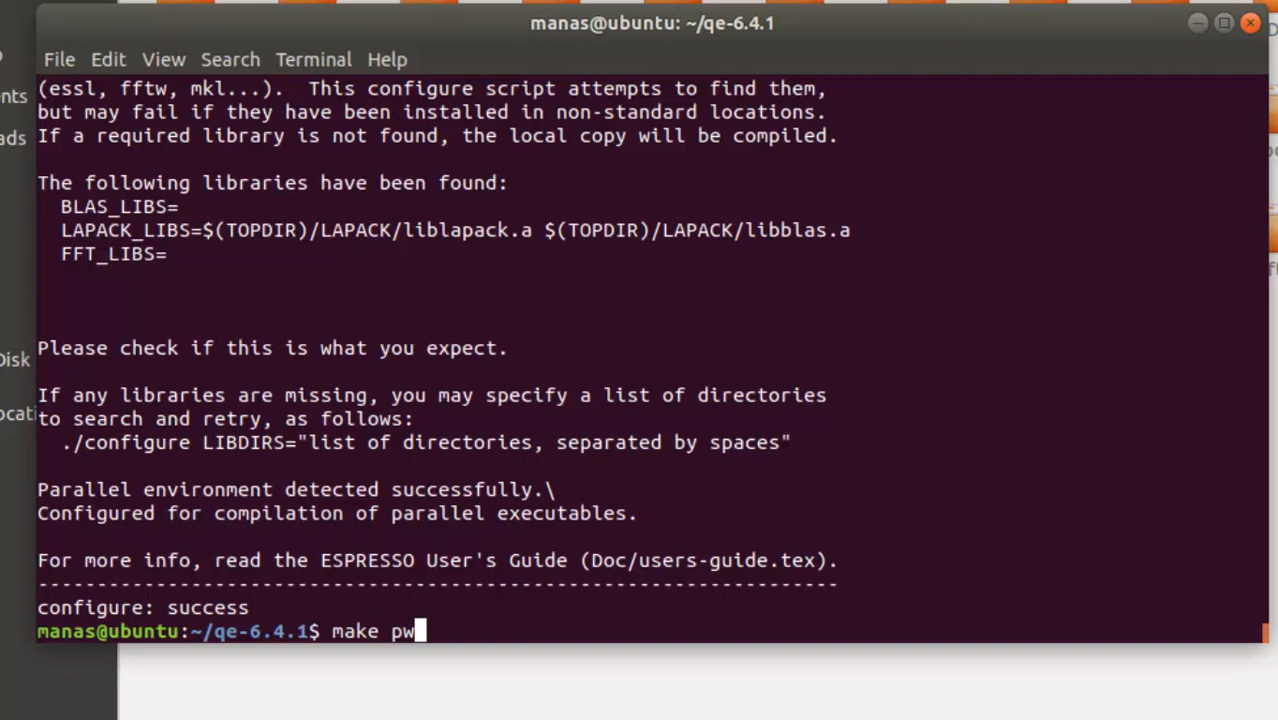 manas@ubuntu: ~/qe-6.4.1
File Edit View Search Terminal Help
(essl, fftw, mkl...).  This configure script attempts to find them,
but may fail if they have been installed in non-standard locations.
If a required library is not found, the local copy will be compiled.
The following libraries have been found:
BLAS_LIBS=
LAPACK_LIBS=$(TOPDIR)/LAPACK/liblapack.a $(TOPDIR)/LAPACK/libblas.a
FFT_LIBS=
Please check if this is what you expect.
If any libraries are missing, you may specify a list of directories
to search and retry, as follows:
./configure LIBDIRS="list of directories, separated by spaces"
Parallel environment detected successfully.\
Configured for compilation of parallel executables.
For more info, read the ESPRESSO User's Guide (Doc/users-guide.tex).
--------------------------------------------------------------------
configure: success
manas@ubuntu:~/qe-6.4.1$ make pw
ents
ads
Disk
ocati